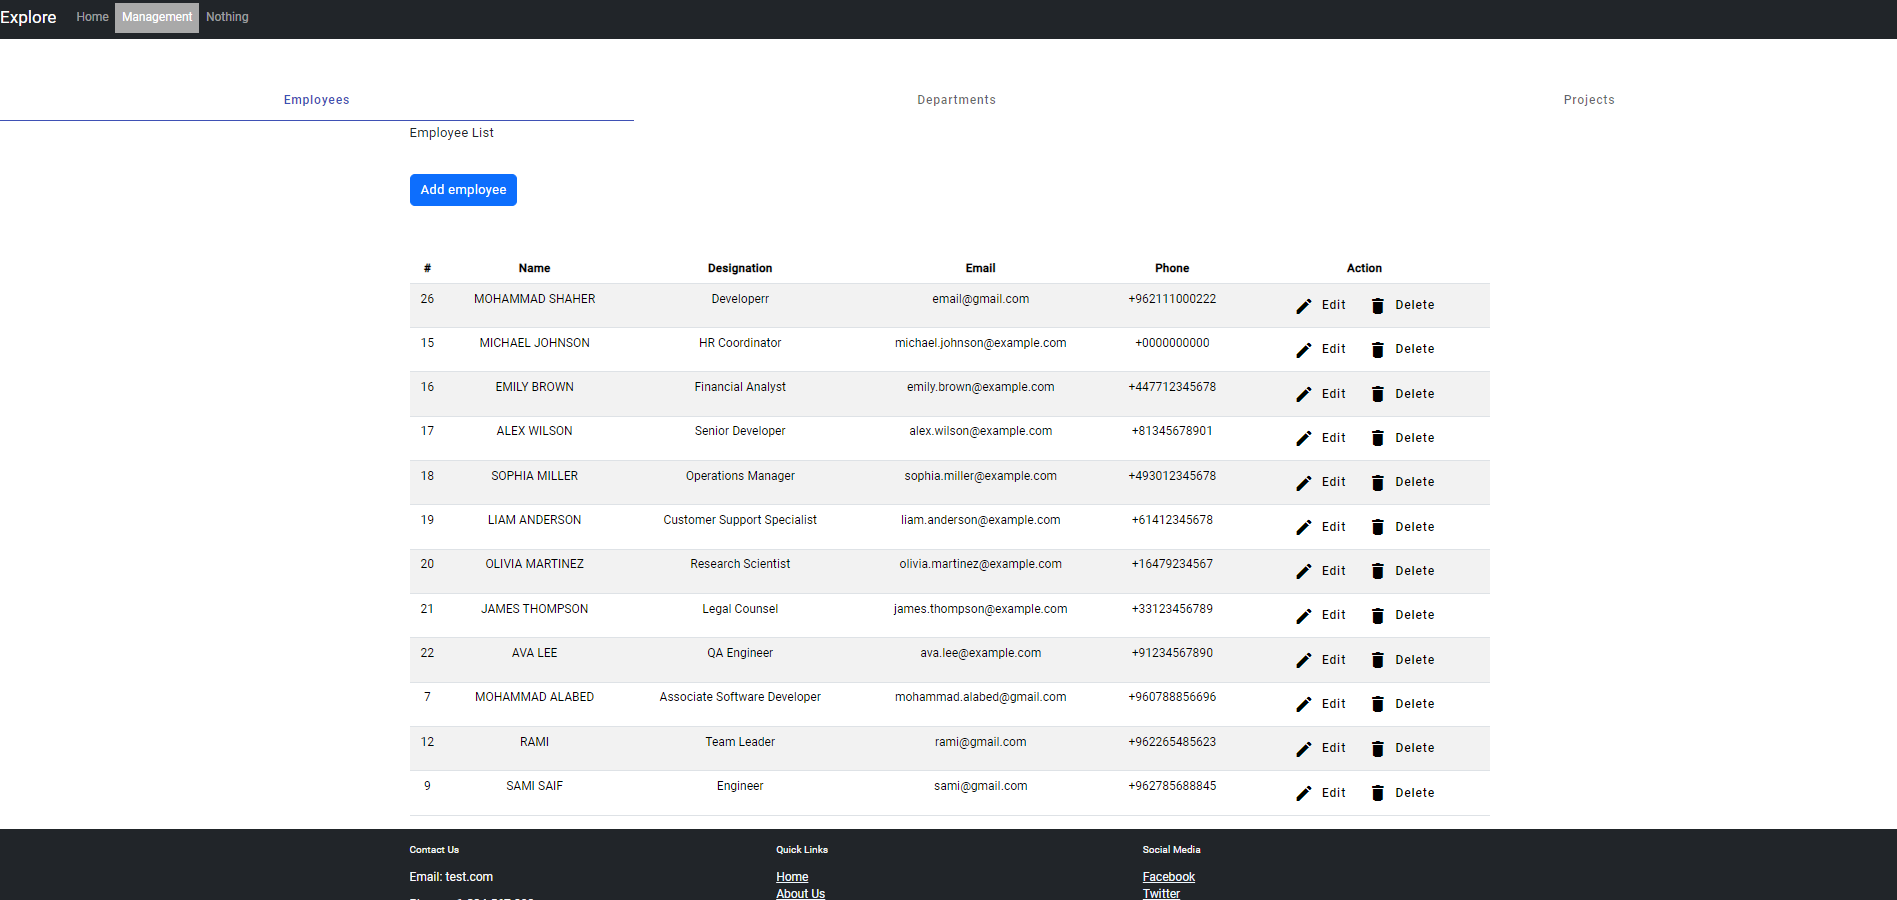 Explore Home Management Nothing
Employees Departments Projects
Employee List
Add employee
# Name Designation Email Phone Action
26 MOHAMMAD SHAHER Developerr email@gmail.com +962111000222 Edit Delete
15 MICHAEL JOHNSON HR Coordinator michael.johnson@example.com +0000000000 Edit Delete
16 EMILY BROWN Financial Analyst emily.brown@example.com +447712345678 Edit Delete
17 ALEX WILSON Senior Developer alex.wilson@example.com +81345678901 Edit Delete
18 SOPHIA MILLER Operations Manager sophia.miller@example.com +493012345678 Edit Delete
19 LIAM ANDERSON Customer Support Specialist liam.anderson@example.com +61412345678 Edit Delete
20 OLIVIA MARTINEZ Research Scientist olivia.martinez@example.com +16479234567 Edit Delete
21 JAMES THOMPSON Legal Counsel james.thompson@example.com +33123456789 Edit Delete
22 AVA LEE QA Engineer ava.lee@example.com +91234567890 Edit Delete
7 MOHAMMAD ALABED Associate Software Developer mohammad.alabed@gmail.com +960788856696 Edit Delete
12 RAMI Team Leader rami@gmail.com +962265485623 Edit Delete
9 SAMI SAIF Engineer sami@gmail.com +962785688845 Edit Delete
Contact Us Quick Links Social Media
Email: test.com Home Facebook
About Us Twitter